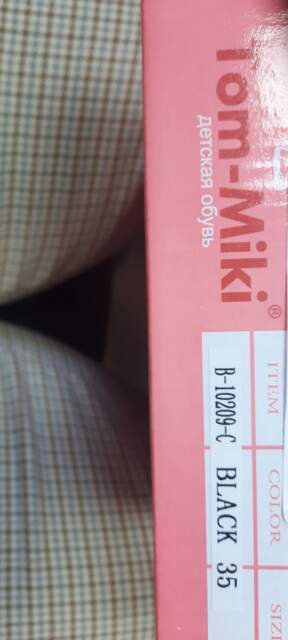 Tom-Miki®
детская обувь
ITEM COLOR
B-10209-C BLACK 35